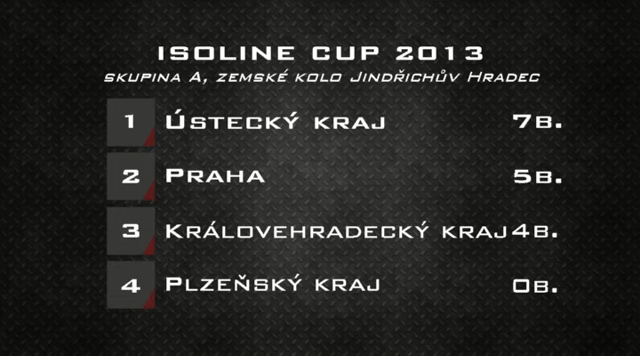 ISOLINE CUP 2013
SKUPINA A, ZEMSKÉ KOLO JINDŘICHŮV HRADEC
1 ÚSTECKÝ KRAJ 7B.
2 PRAHA 5B.
3 KRÁLOVEHRADECKÝ KRAJ 4B.
4 PLZEŇSKÝ KRAJ 0B.